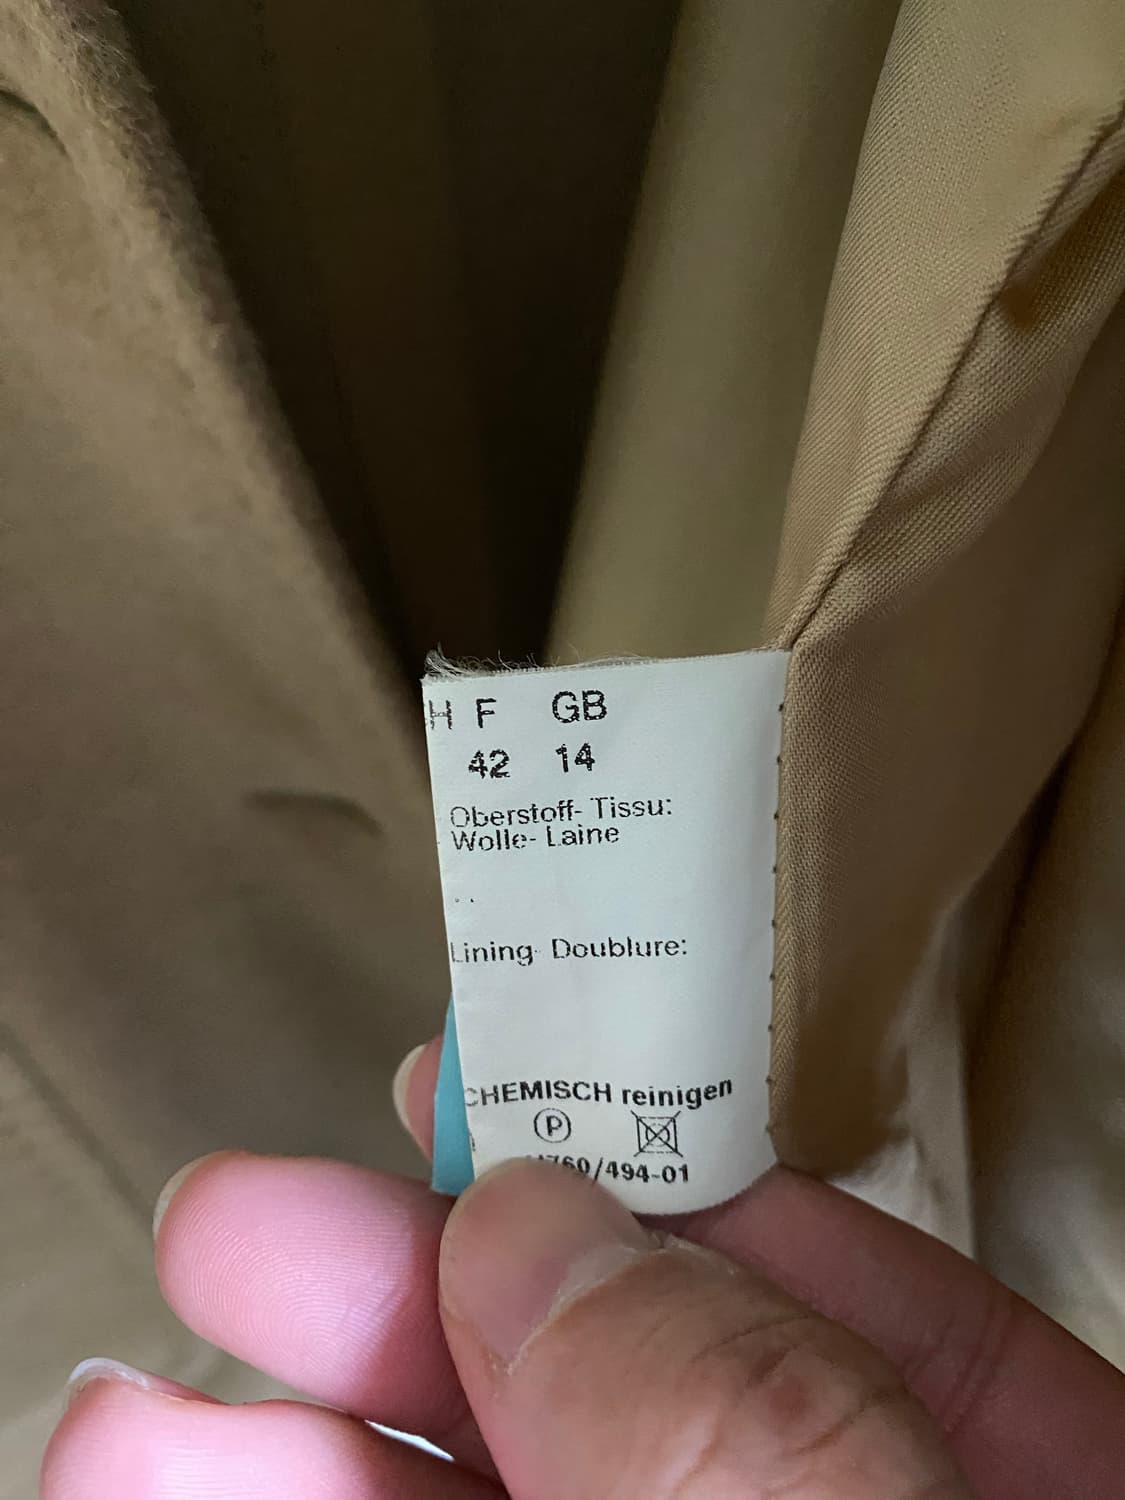 H F GB
42 14
Oberstoff- Tissu:
Wolle- Laine
Lining- Doublure:
CHEMISCH reinigen
P
760/494-01